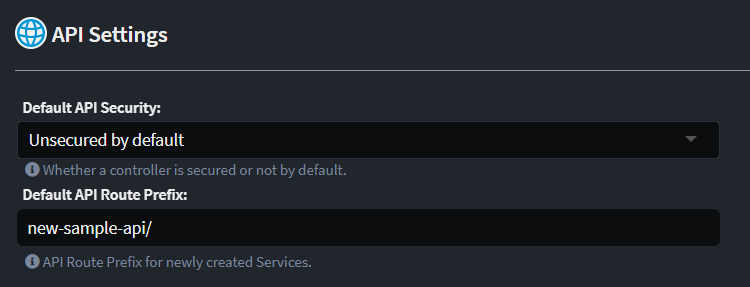 API Settings
Default API Security:
Unsecured by default
Whether a controller is secured or not by default.
Default API Route Prefix:
new-sample-api/
API Route Prefix for newly created Services.